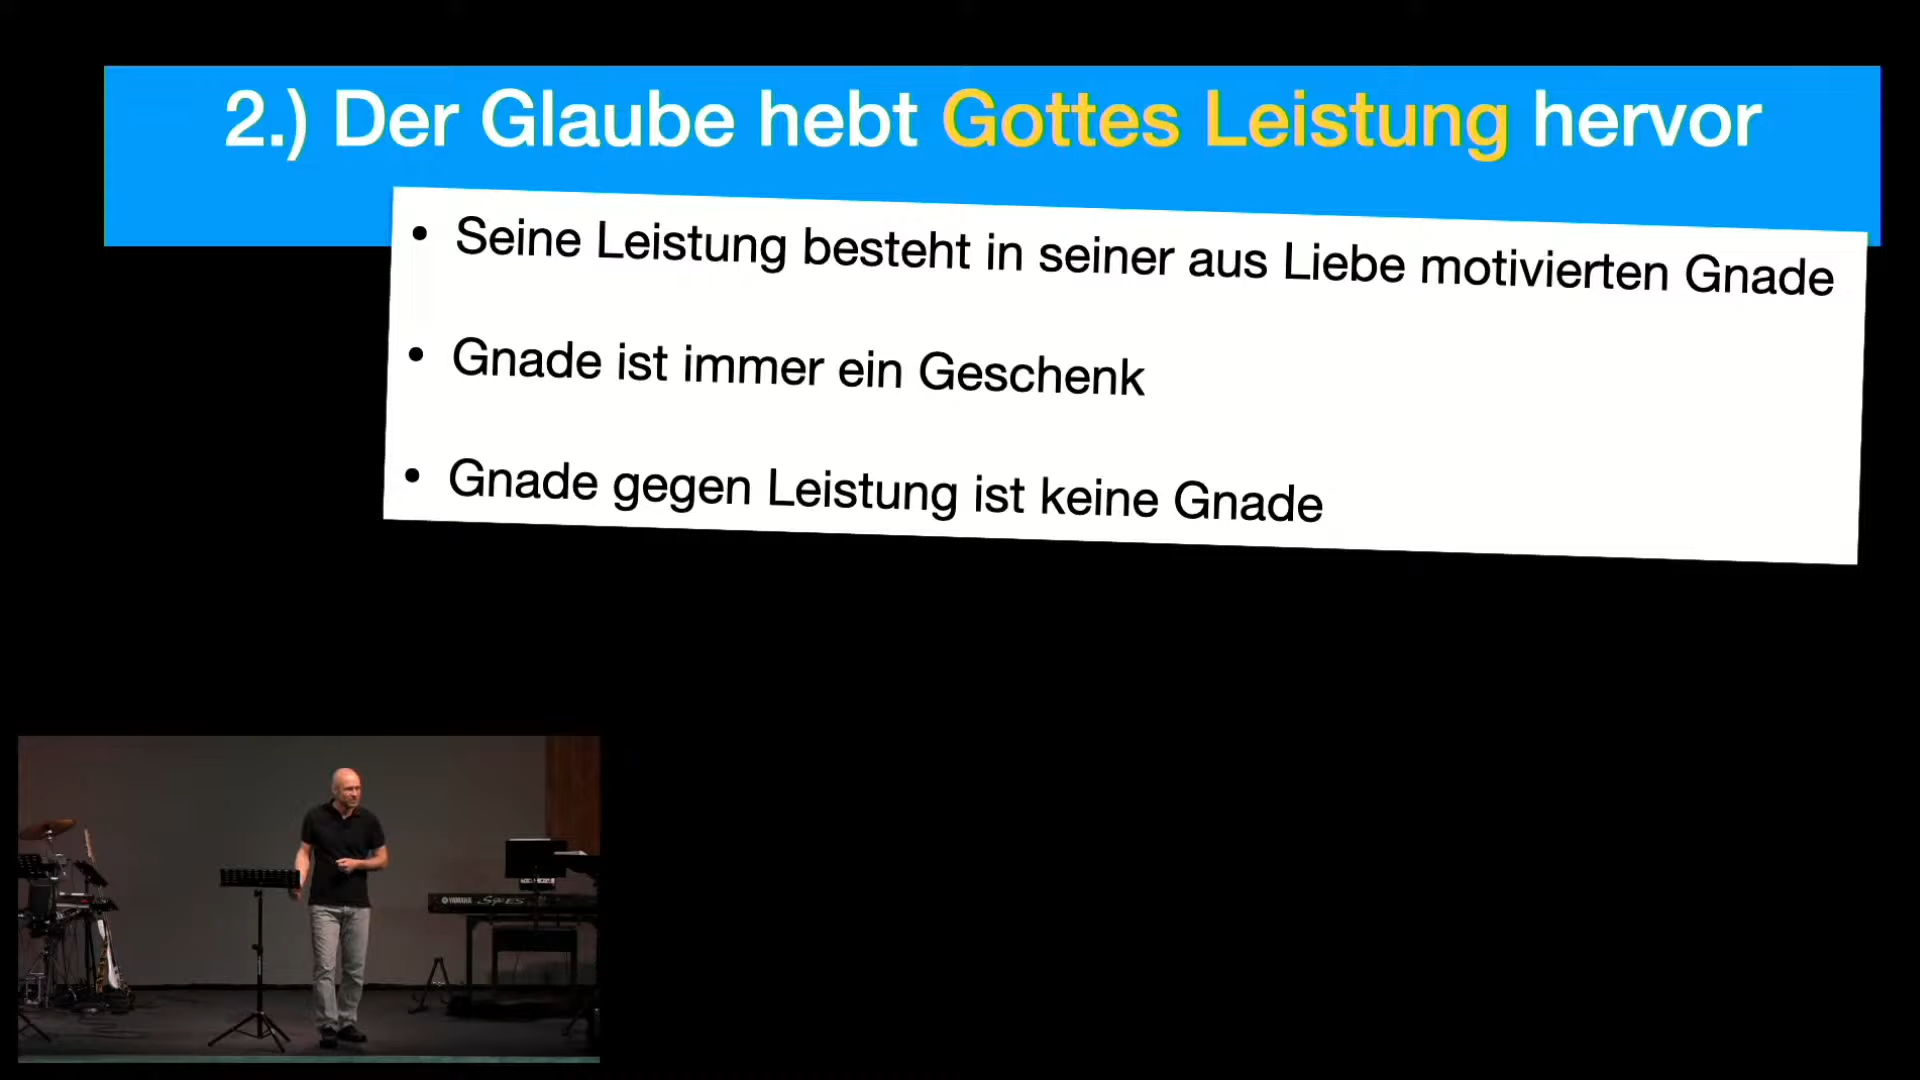 2.) Der Glaube hebt Gottes Leistung hervor
• Seine Leistung besteht in seiner aus Liebe motivierten Gnade
• Gnade ist immer ein Geschenk
• Gnade gegen Leistung ist keine Gnade
YAMAHA